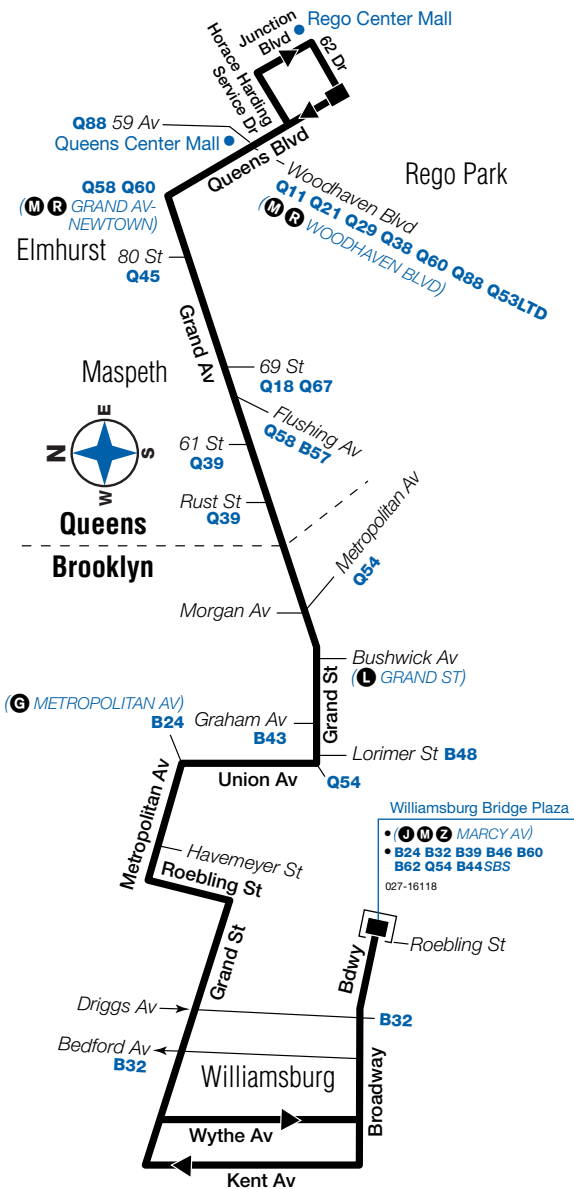 Rego Center Mall
Junction
Blvd
62 Dr
Horace Harding
Service Dr
Q88 59 Av
Queens Center Mall
Queens Blvd
Rego Park
Woodhaven Blvd
Q11 Q21 Q29 Q38 Q60 Q88 Q53LTD
(M R WOODHAVEN BLVD)
Q58 Q60
(M R GRAND AV-
NEWTOWN)
Elmhurst
80 St
Q45
Grand Av
Maspeth
69 St
Q18 Q67
Flushing Av
Q58 B57
61 St
Q39
N
E
S
W
Rust St
Q39
Queens
Brooklyn
Metropolitan Av
Q54
Morgan Av
Bushwick Av
(L GRAND ST)
Grand St
(G METROPOLITAN AV)
B24
Graham Av
B43
Lorimer St B48
Union Av
Q54
Metropolitan Av
Havemeyer St
Roebling St
Williamsburg Bridge Plaza
• (J M Z MARCY AV)
• B24 B32 B39 B46 B60
B62 Q54 B44SBS
027-16118
Roebling St
Grand St
Bdwy
Driggs Av
B32
Bedford Av
B32
Williamsburg
Broadway
Wythe Av
Kent Av